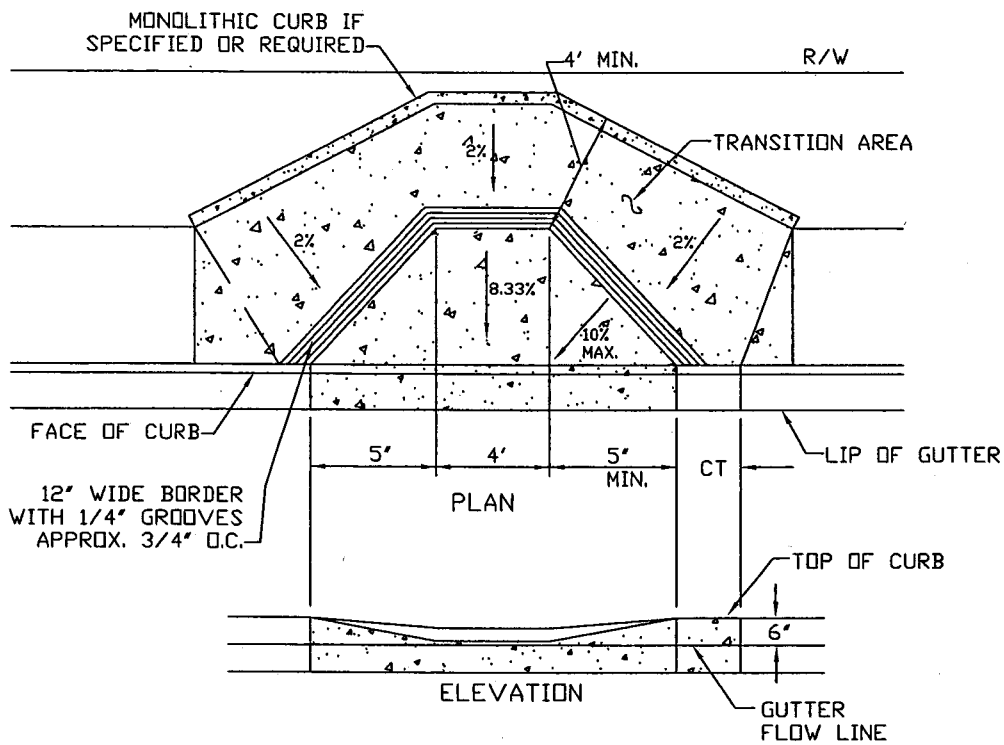 MONOLITHIC CURB IF
SPECIFIED OR REQUIRED
4' MIN.
R/W
2%
TRANSITION AREA
2%
2%
8.33%
10%
MAX.
FACE OF CURB
LIP OF GUTTER
5"
4'
5"
MIN.
CT
12" WIDE BORDER
WITH 1/4" GROOVES
APPROX. 3/4" O.C.
PLAN
TOP OF CURB
6"
ELEVATION
GUTTER
FLOW LINE